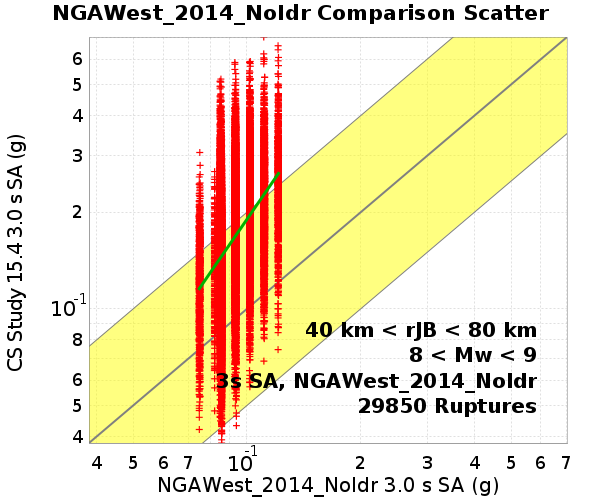 NGAWest_2014_NoIdr Comparison Scatter
CS Study 15.4 3.0 s SA (g)
6
5
4
3
2
10-1
8
6
5
4
40 km < rJB < 80 km
8 < Mw < 9
3s SA, NGAWest_2014_NoIdr
29850 Ruptures
4 5 6 7 10-1 2 3 4 5 6 7
NGAWest_2014_NoIdr 3.0 s SA (g)